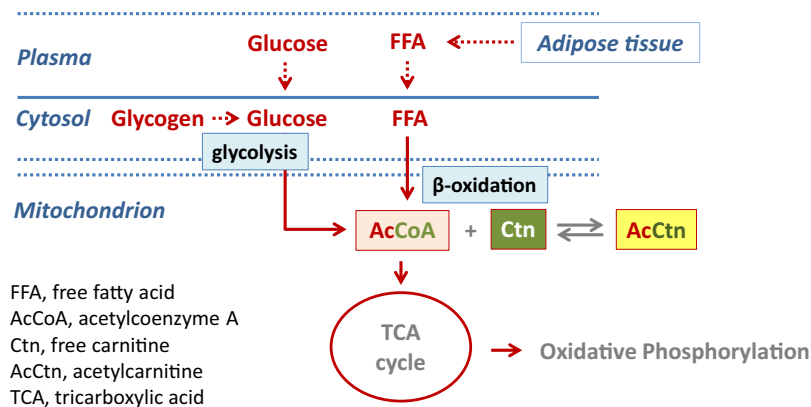 Plasma
Glucose
FFA
Adipose tissue
Cytosol
Glycogen
Glucose
FFA
glycolysis
β-oxidation
Mitochondrion
AcCoA + Ctn AcCtn
FFA, free fatty acid
AcCoA, acetylcoenzyme A
Ctn, free carnitine
AcCtn, acetylcarnitine
TCA, tricarboxylic acid
TCA
cycle
Oxidative Phosphorylation